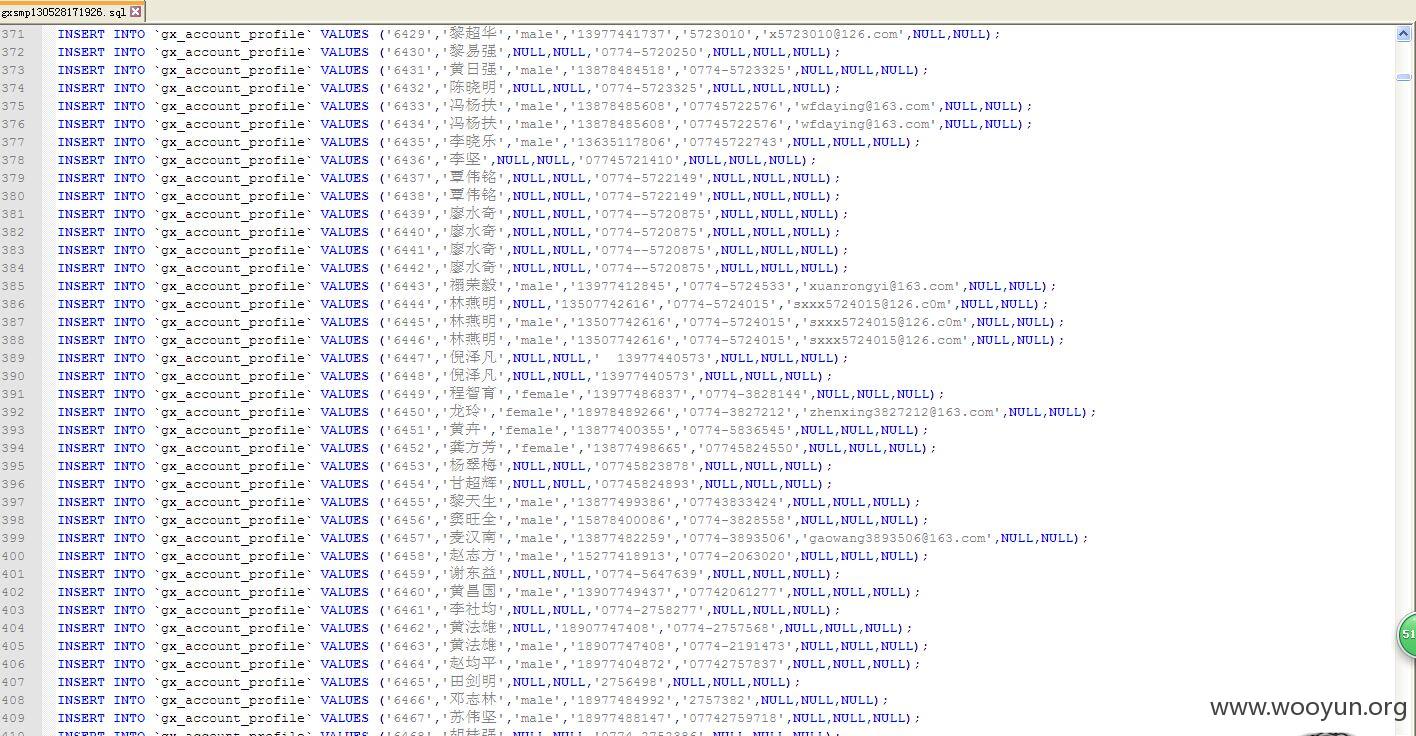 gxsmp130528171926.sql
371 INSERT INTO `gx_account_profile` VALUES ('6429','黎超华','male','13977441737','5723010','x5723010@126.com',NULL,NULL);
372 INSERT INTO `gx_account_profile` VALUES ('6430','黎易强',NULL,NULL,'0774-5720250',NULL,NULL,NULL);
373 INSERT INTO `gx_account_profile` VALUES ('6431','黄日强','male','13878484518','0774-5723325',NULL,NULL,NULL);
374 INSERT INTO `gx_account_profile` VALUES ('6432','陈晓明',NULL,NULL,'0774-5723325',NULL,NULL,NULL);
375 INSERT INTO `gx_account_profile` VALUES ('6433','冯杨扶','male','13878485608','07745722576','wfdaying@163.com',NULL,NULL);
376 INSERT INTO `gx_account_profile` VALUES ('6434','冯杨扶','male','13878485608','07745722576','wfdaying@163.com',NULL,NULL);
377 INSERT INTO `gx_account_profile` VALUES ('6435','李晓乐','male','13635117806','07745722743',NULL,NULL,NULL);
378 INSERT INTO `gx_account_profile` VALUES ('6436','李坚',NULL,NULL,'07745721410',NULL,NULL,NULL);
379 INSERT INTO `gx_account_profile` VALUES ('6437','覃伟铭',NULL,NULL,'0774-5722149',NULL,NULL,NULL);
380 INSERT INTO `gx_account_profile` VALUES ('6438','覃伟铭',NULL,NULL,'0774-5722149',NULL,NULL,NULL);
381 INSERT INTO `gx_account_profile` VALUES ('6439','廖水奇',NULL,NULL,'0774--5720875',NULL,NULL,NULL);
382 INSERT INTO `gx_account_profile` VALUES ('6440','廖水奇',NULL,NULL,'0774-5720875',NULL,NULL,NULL);
383 INSERT INTO `gx_account_profile` VALUES ('6441','廖水奇',NULL,NULL,'0774--5720875',NULL,NULL,NULL);
384 INSERT INTO `gx_account_profile` VALUES ('6442','廖水奇',NULL,NULL,'0774--5720875',NULL,NULL,NULL);
385 INSERT INTO `gx_account_profile` VALUES ('6443','禤荣毅','male','13977412845','0774-5724533','xuanrongyi@163.com',NULL,NULL);
386 INSERT INTO `gx_account_profile` VALUES ('6444','林燕明',NULL,'13507742616','0774-5724015','sxxx5724015@126.c0m',NULL,NULL);
387 INSERT INTO `gx_account_profile` VALUES ('6445','林燕明','male','13507742616','0774-5724015','sxxx5724015@126.c0m',NULL,NULL);
388 INSERT INTO `gx_account_profile` VALUES ('6446','林燕明','male','13507742616','0774-5724015','sxxx5724015@126.com',NULL,NULL);
389 INSERT INTO `gx_account_profile` VALUES ('6447','倪泽凡',NULL,NULL,'  13977440573',NULL,NULL,NULL);
390 INSERT INTO `gx_account_profile` VALUES ('6448','倪泽凡',NULL,NULL,'13977440573',NULL,NULL,NULL);
391 INSERT INTO `gx_account_profile` VALUES ('6449','程智育','female','13977486837','0774-3828144',NULL,NULL,NULL);
392 INSERT INTO `gx_account_profile` VALUES ('6450','龙玲','female','18978489266','0774-3827212','zhenxing3827212@163.com',NULL,NULL);
393 INSERT INTO `gx_account_profile` VALUES ('6451','黄卉','female','13877400355','0774-5836545',NULL,NULL,NULL);
394 INSERT INTO `gx_account_profile` VALUES ('6452','龚方芳','female','13877498665','07745824550',NULL,NULL,NULL);
395 INSERT INTO `gx_account_profile` VALUES ('6453','杨翠梅',NULL,NULL,'07745823878',NULL,NULL,NULL);
396 INSERT INTO `gx_account_profile` VALUES ('6454','甘超辉',NULL,NULL,'07745824893',NULL,NULL,NULL);
397 INSERT INTO `gx_account_profile` VALUES ('6455','黎天生','male','13877499386','07743833424',NULL,NULL,NULL);
398 INSERT INTO `gx_account_profile` VALUES ('6456','窦旺全','male','15878400086','0774-3828558',NULL,NULL,NULL);
399 INSERT INTO `gx_account_profile` VALUES ('6457','麦汉南','male','13877482259','0774-3893506','gaowang3893506@163.com',NULL,NULL);
400 INSERT INTO `gx_account_profile` VALUES ('6458','赵志方','male','15277418913','0774-2063020',NULL,NULL,NULL);
401 INSERT INTO `gx_account_profile` VALUES ('6459','谢东益',NULL,NULL,'0774-5647639',NULL,NULL,NULL);
402 INSERT INTO `gx_account_profile` VALUES ('6460','黄昌国','male','13907749437','07742061277',NULL,NULL,NULL);
403 INSERT INTO `gx_account_profile` VALUES ('6461','李社均',NULL,NULL,'0774-2758277',NULL,NULL,NULL);
404 INSERT INTO `gx_account_profile` VALUES ('6462','黄法雄',NULL,'18907747408','0774-2757568',NULL,NULL,NULL);
405 INSERT INTO `gx_account_profile` VALUES ('6463','黄法雄','male','18907747408','0774-2191473',NULL,NULL,NULL);
406 INSERT INTO `gx_account_profile` VALUES ('6464','赵均平','male','18977404872','07742757837',NULL,NULL,NULL);
407 INSERT INTO `gx_account_profile` VALUES ('6465','田剑明',NULL,NULL,'2756498',NULL,NULL,NULL);
408 INSERT INTO `gx_account_profile` VALUES ('6466','邓志林','male','18977484992','2757382',NULL,NULL,NULL);
409 INSERT INTO `gx_account_profile` VALUES ('6467','苏伟坚','male','18977488147','07742759718',NULL,NULL,NULL);
51
www.wooyun.org